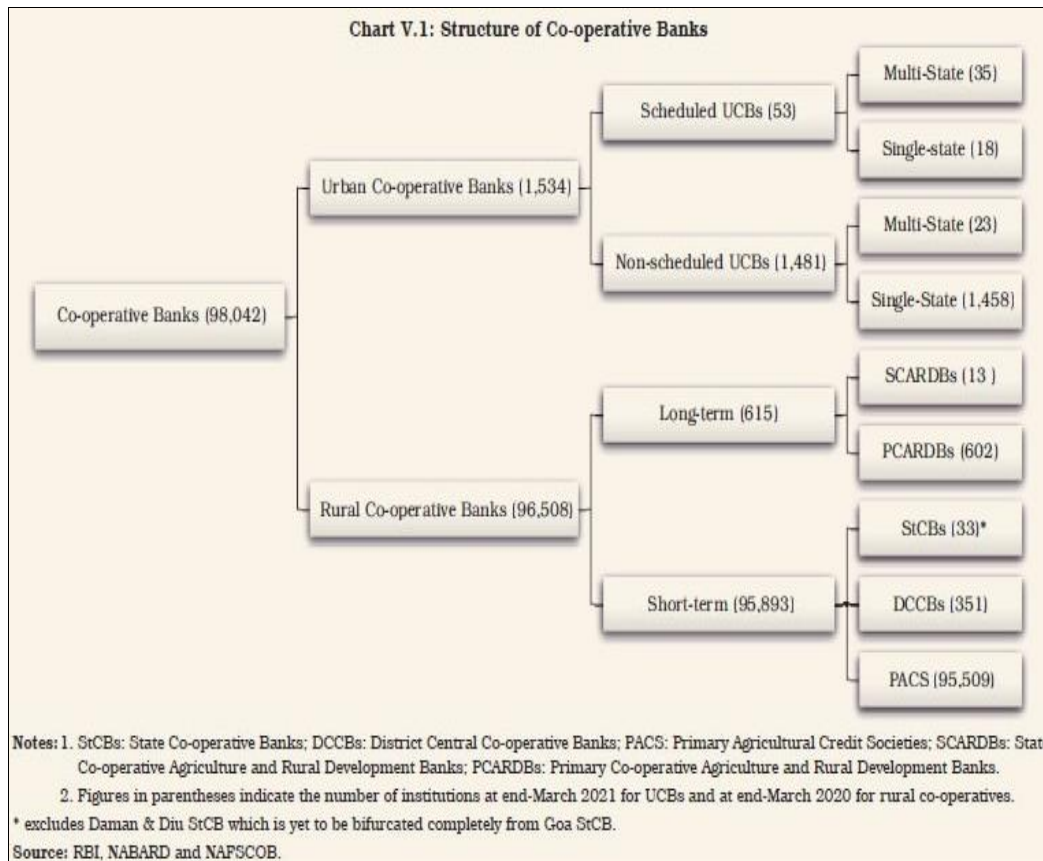 Chart V.1: Structure of Co-operative Banks
Co-operative Banks (98,042)
Urban Co-operative Banks (1,534)
Scheduled UCBs (53)
Multi-State (35)
Single-state (18)
Non-scheduled UCBs (1,481)
Multi-State (23)
Single-State (1,458)
Rural Co-operative Banks (96,508)
Long-term (615)
SCARDBs (13 )
PCARDBs (602)
Short-term (95,893)
StCBs (33)*
DCCBs (351)
PACS (95,509)
Notes: 1. StCBs: State Co-operative Banks; DCCBs: District Central Co-operative Banks; PACS: Primary Agricultural Credit Societies; SCARDBs: Stat
Co-operative Agriculture and Rural Development Banks; PCARDBs: Primary Co-operative Agriculture and Rural Development Banks.
2. Figures in parentheses indicate the number of institutions at end-March 2021 for UCBs and at end-March 2020 for rural co-operatives.
* excludes Daman & Diu StCB which is yet to be bifurcated completely from Goa StCB.
Source: RBI, NABARD and NAFSCOB.